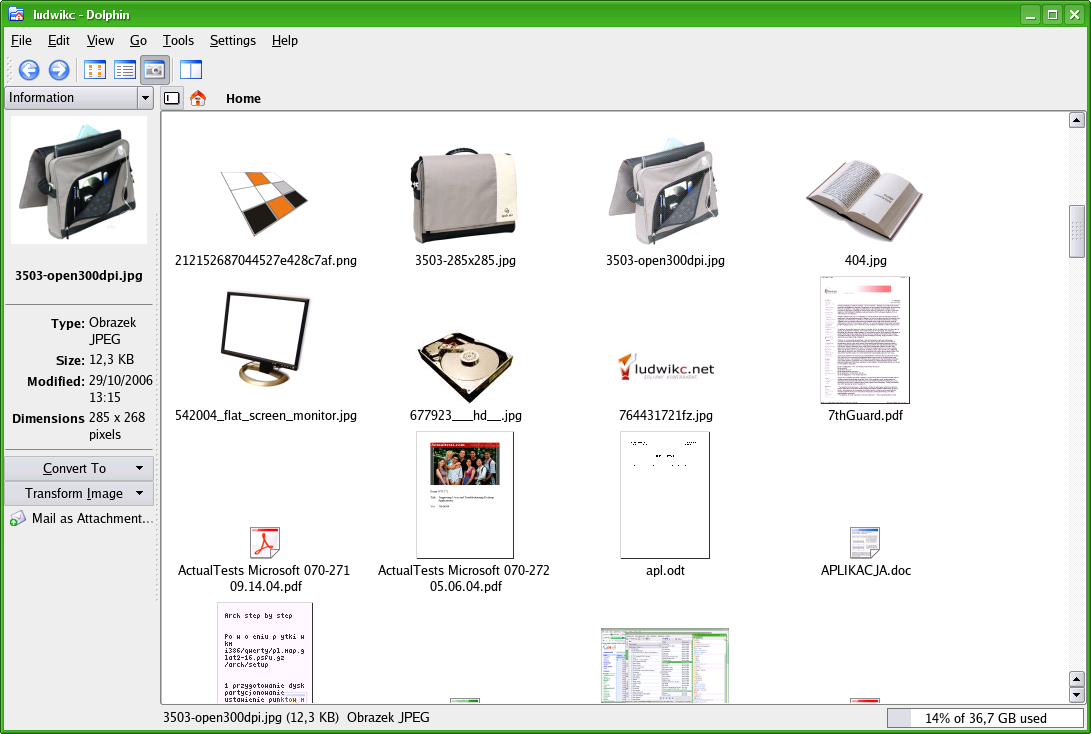 ludwikc - Dolphin
File Edit View Go Tools Settings Help
Information
Home
3503-open300dpi.jpg
Type: Obrazek
JPEG
Size: 12,3 KB
Modified: 29/10/2006
13:15
Dimensions 285 x 268
pixels
Convert To
Transform Image
Mail as Attachment...
212152687044527e428c7af.png
3503-285x285.jpg
3503-open300dpi.jpg
404.jpg
ludwikc.net
542004_flat_screen_monitor.jpg
677923___hd__.jpg
764431721fz.jpg
7thGuard.pdf
ActualTests Microsoft 070-271
09.14.04.pdf
ActualTests Microsoft 070-272
05.06.04.pdf
apl.odt
APLIKACJA.doc
Arch step by step
Po w o eniu p ytki w
km
i386/qwerty/pl.map.g
lat2-16.psfu.gz
/arch/setup
1 przygotowanie dysk
partycjonowanie
ustawienie punktow m
3503-open300dpi.jpg (12,3 KB) Obrazek JPEG
14% of 36,7 GB used